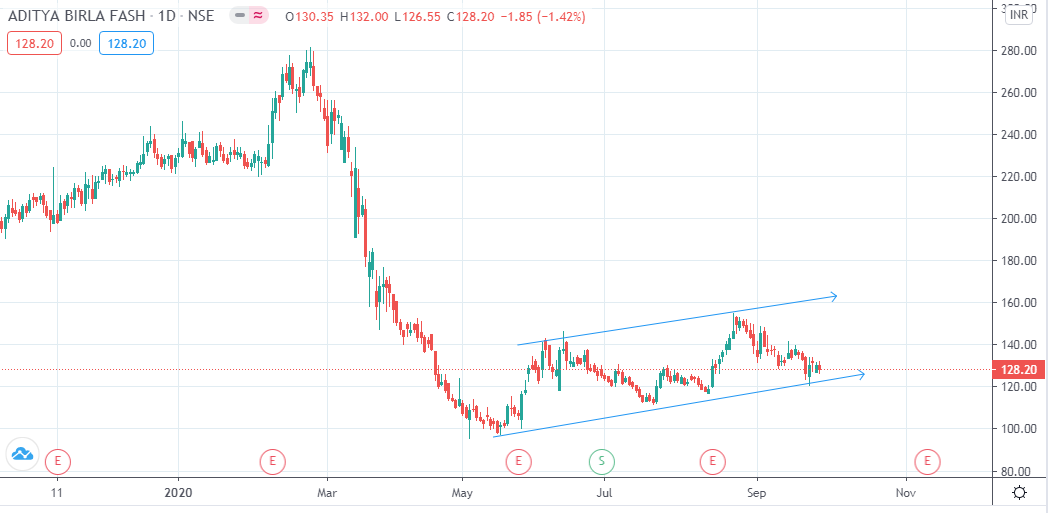 ADITYA BIRLA FASH · 1D · NSE O130.35 H132.00 L126.55 C128.20 −1.85 (−1.42%)
128.20 0.00 128.20
INR
280.00
260.00
240.00
220.00
200.00
180.00
160.00
140.00
128.20
120.00
100.00
80.00
E E E S E E
11 2020 Mar May Jul Sep Nov